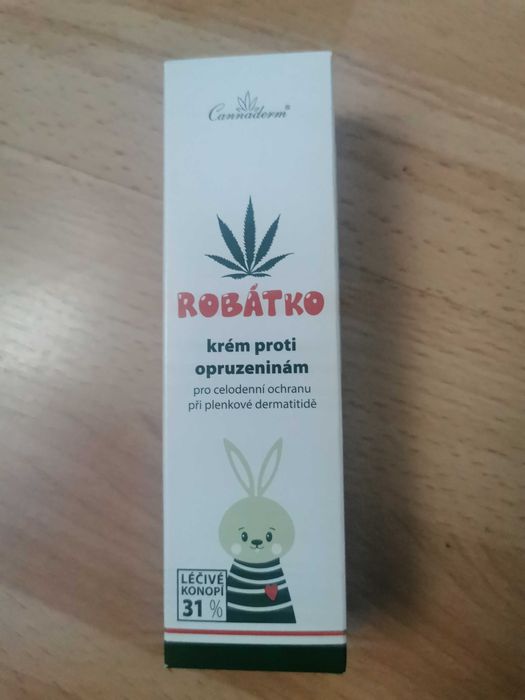 Cannaderm®
ROBÁTKO
krém proti
opruzeninám
pro celodenní ochranu
při plenkové dermatitidě
LÉČIVÉ
KONOPÍ
31 %